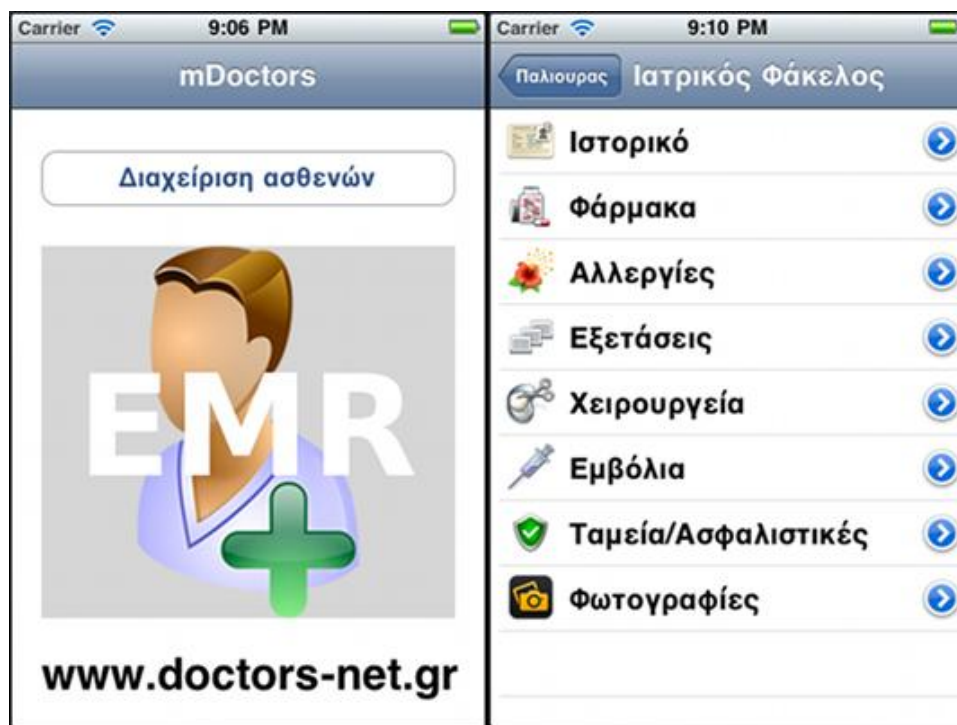 Carrier 9:06 PM
mDoctors
Διαχείριση ασθενών
EMR
www.doctors-net.gr
Carrier 9:10 PM
Παλιουρας Ιατρικός Φάκελος
Ιστορικό
Φάρμακα
Αλλεργίες
Εξετάσεις
Χειρουργεία
Εμβόλια
Ταμεία/Ασφαλιστικές
Φωτογραφίες